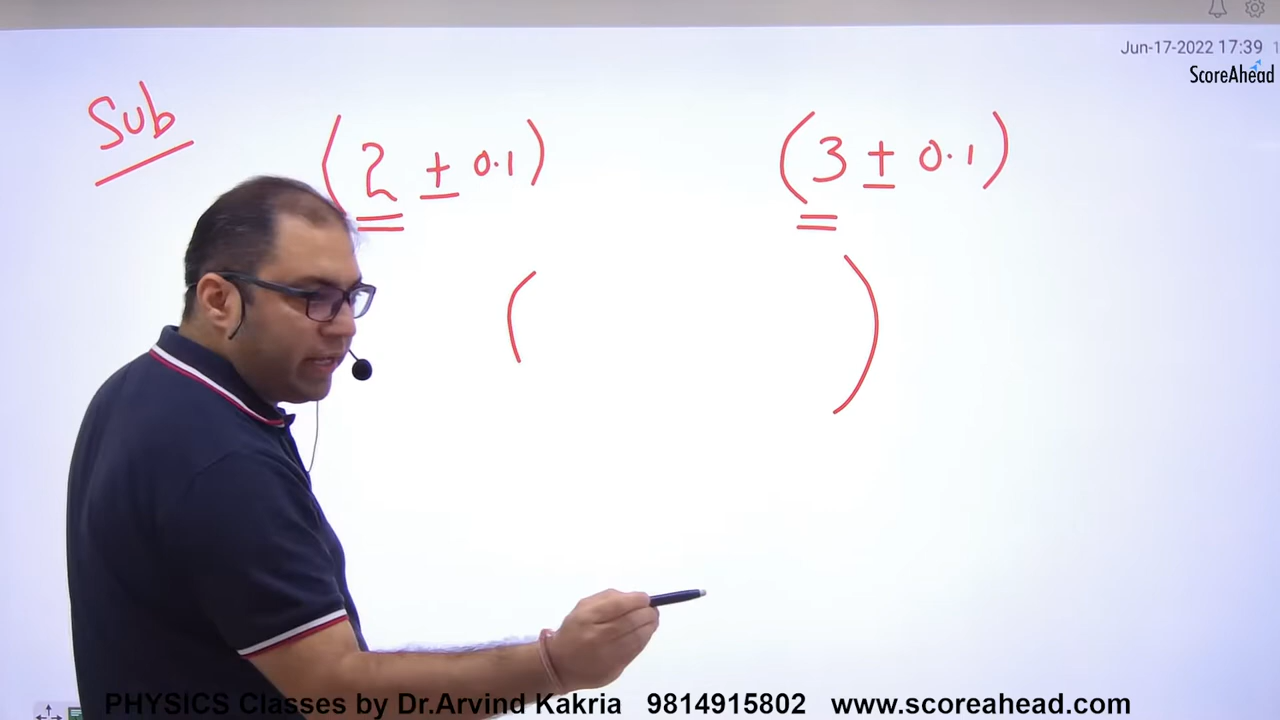 Jun-17-2022 17:39 1
ScoreAhead
Sub
(2 ± 0.1) (3 ± 0.1)
( )
PHYSICS Classes by Dr.Arvind Kakria 9814915802 www.scoreahead.com